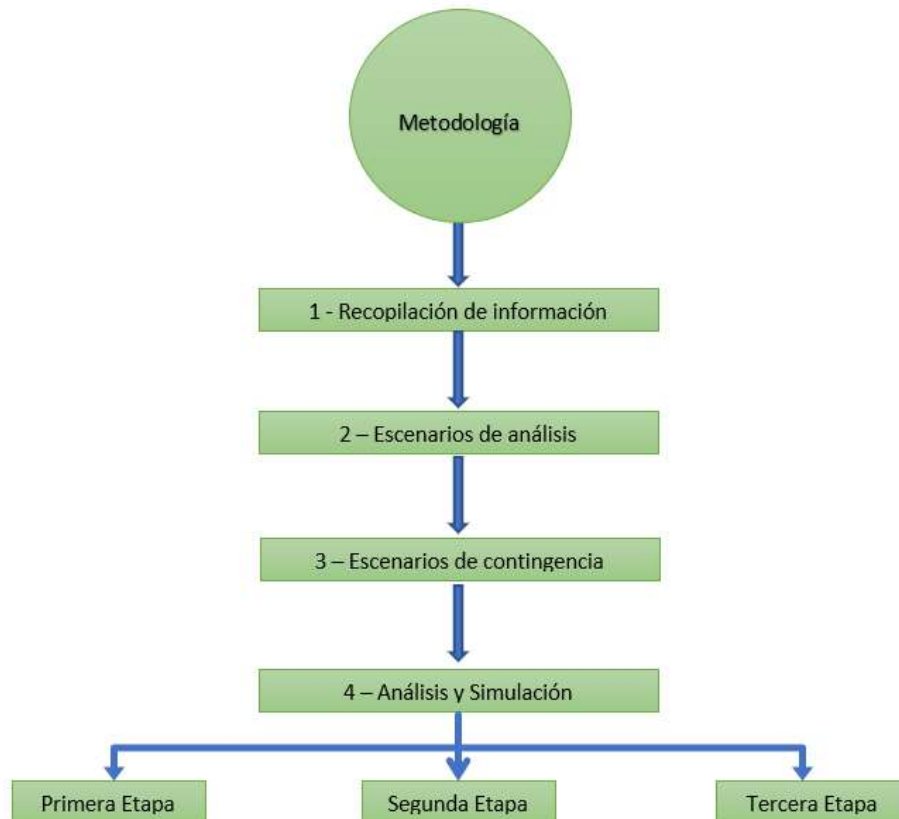 Metodología
1 - Recopilación de información
2 – Escenarios de análisis
3 – Escenarios de contingencia
4 – Análisis y Simulación
Primera Etapa
Segunda Etapa
Tercera Etapa